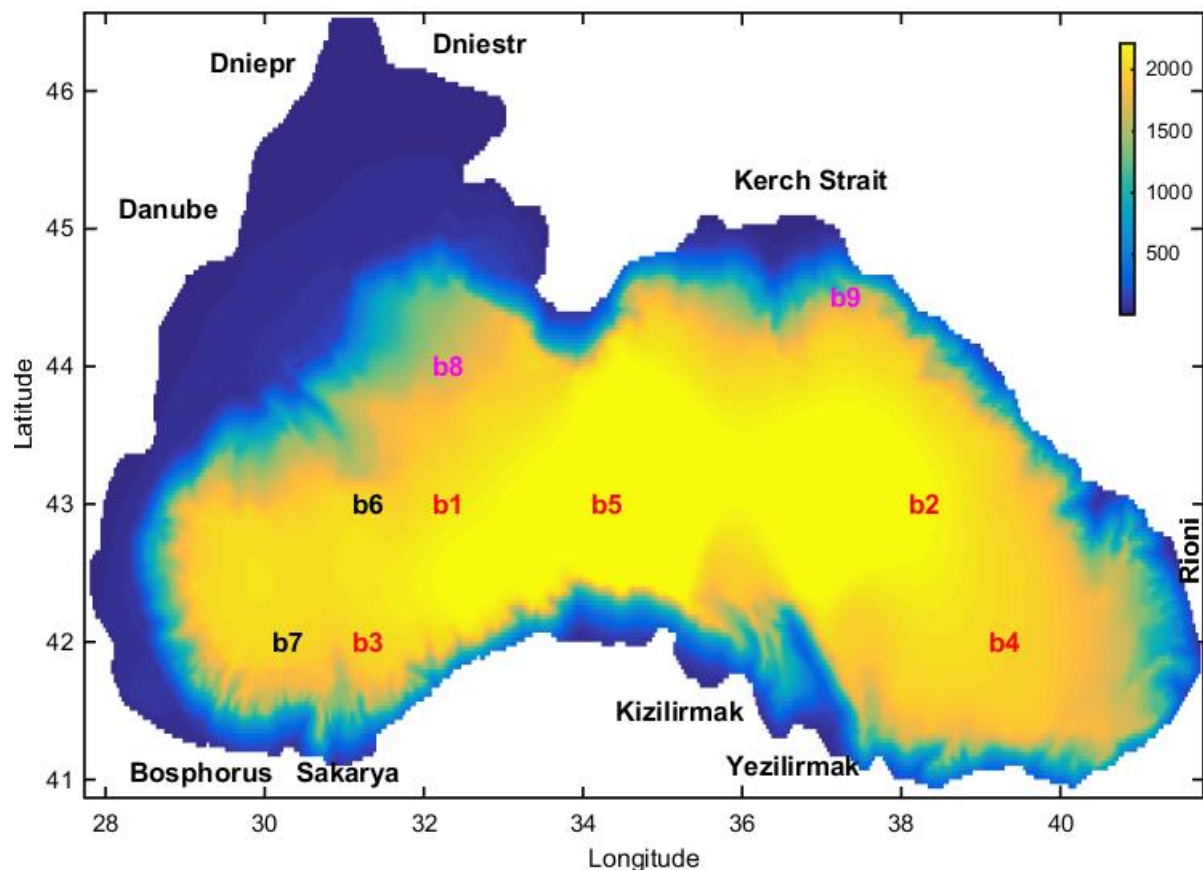 Dniestr
Dniepr
46
2000
1500
Kerch Strait
1000
Danube
45
500
b9
44
b8
Latitude
43
b6
b1
b5
b2
Rioni
42
b7
b3
b4
Kizilirmak
41
Bosphorus
Sakarya
Yezilirmak
28
30
32
34
36
38
40
Longitude